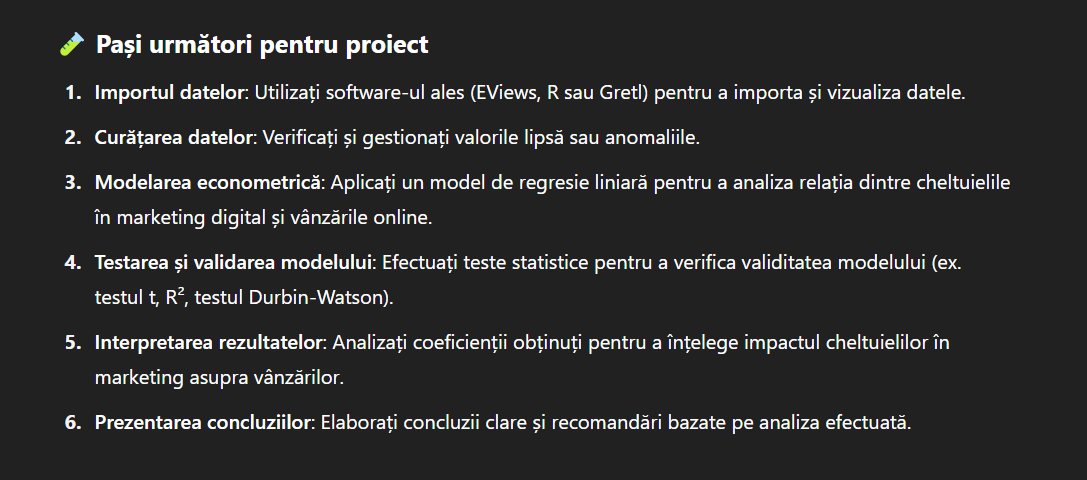 Pași următori pentru proiect
1. Importul datelor: Utilizați software-ul ales (EViews, R sau Gretl) pentru a importa și vizualiza datele.
2. Curățarea datelor: Verificați și gestionați valorile lipsă sau anomaliile.
3. Modelarea econometrică: Aplicați un model de regresie liniară pentru a analiza relația dintre cheltuielile
în marketing digital și vânzările online.
4. Testarea și validarea modelului: Efectuați teste statistice pentru a verifica validitatea modelului (ex.
testul t, R², testul Durbin-Watson).
5. Interpretarea rezultatelor: Analizați coeficienții obținuți pentru a înțelege impactul cheltuielilor în
marketing asupra vânzărilor.
6. Prezentarea concluziilor: Elaborați concluzii clare și recomandări bazate pe analiza efectuată.